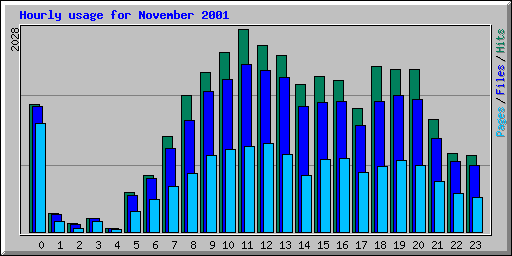 Hourly usage for November 2001
2028
Pages/Files/Hits
0 1 2 3 4 5 6 7 8 9 10 11 12 13 14 15 16 17 18 19 20 21 22 23